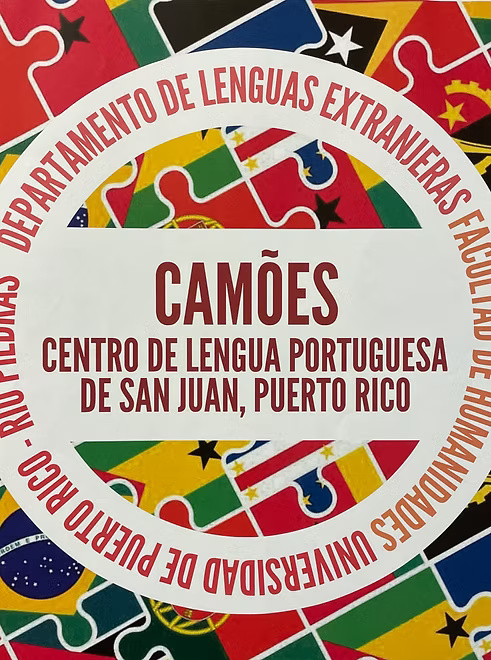 DEPARTAMENTO DE LENGUAS EXTRANJERAS
FACULTAD DE HUMANIDADES
UNIVERSIDAD DE PUERTO RICO - RIO PIEDRAS
CAMÕES
CENTRO DE LENGUA PORTUGUESA
DE SAN JUAN, PUERTO RICO